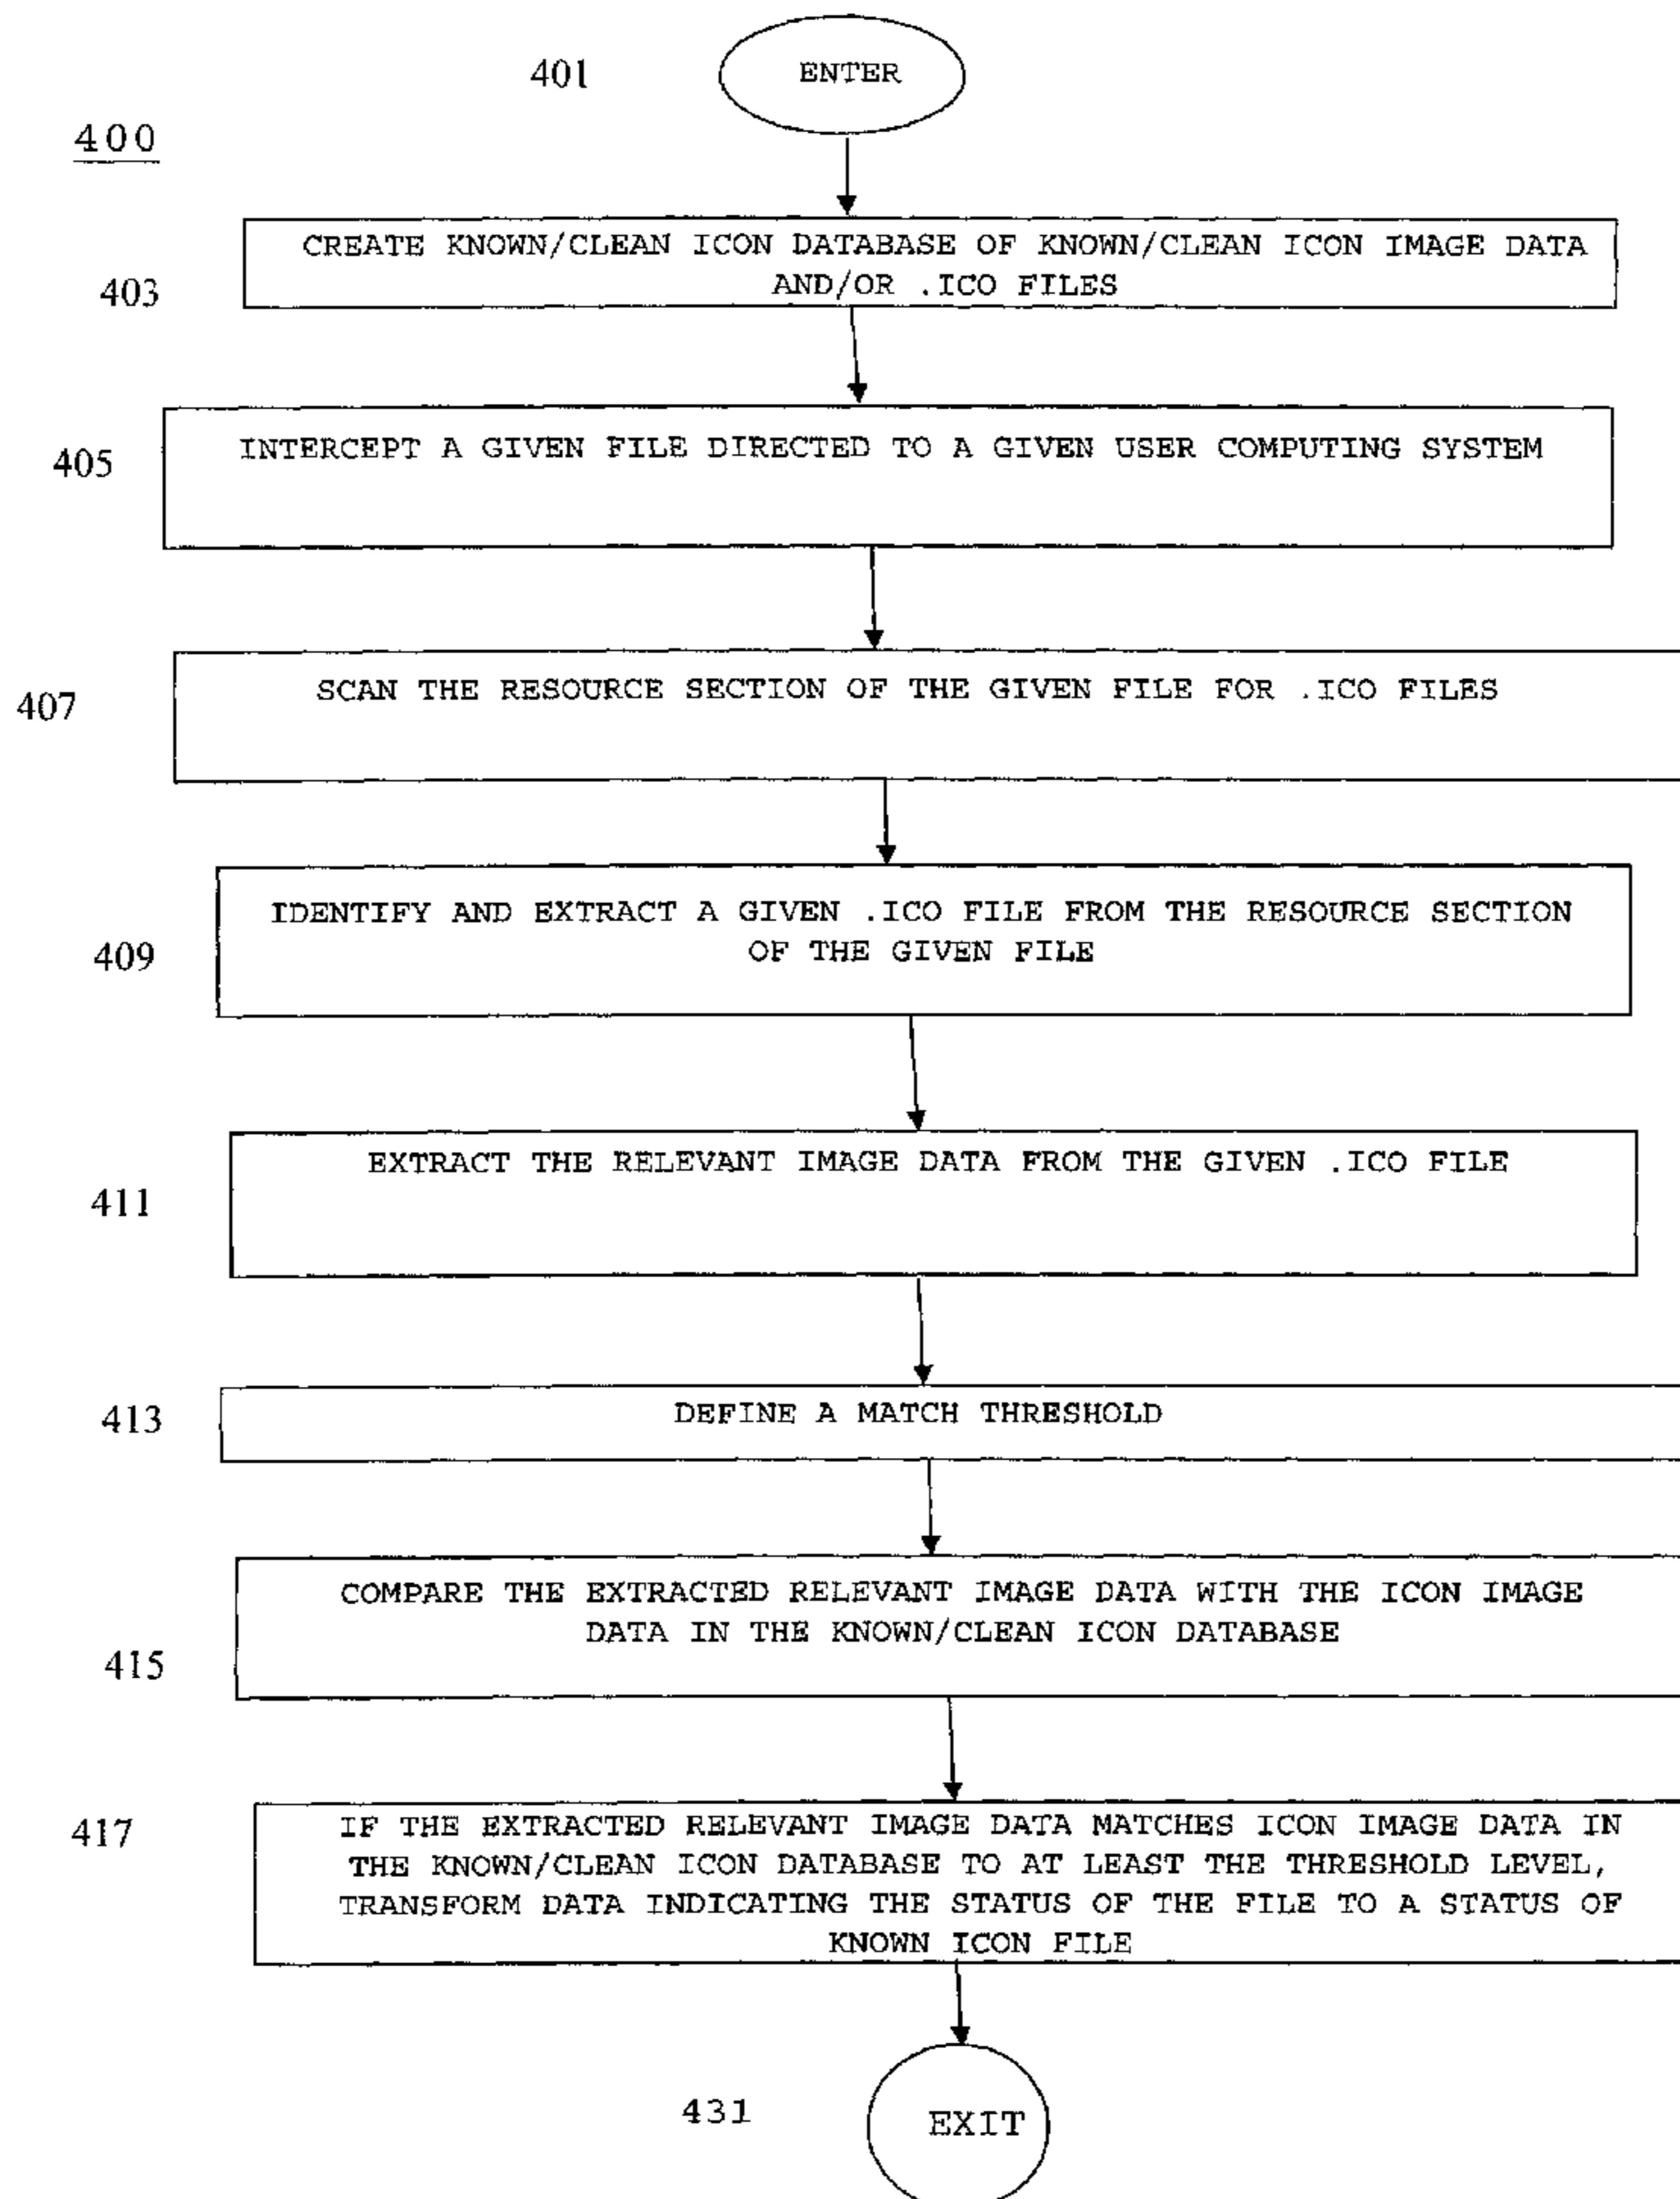 401
ENTER
400
CREATE KNOWN/CLEAN ICON DATABASE OF KNOWN/CLEAN ICON IMAGE DATA
AND/OR .ICO FILES
403
INTERCEPT A GIVEN FILE DIRECTED TO A GIVEN USER COMPUTING SYSTEM
405
SCAN THE RESOURCE SECTION OF THE GIVEN FILE FOR .ICO FILES
407
IDENTIFY AND EXTRACT A GIVEN .ICO FILE FROM THE RESOURCE SECTION
OF THE GIVEN FILE
409
EXTRACT THE RELEVANT IMAGE DATA FROM THE GIVEN .ICO FILE
411
DEFINE A MATCH THRESHOLD
413
COMPARE THE EXTRACTED RELEVANT IMAGE DATA WITH THE ICON IMAGE
DATA IN THE KNOWN/CLEAN ICON DATABASE
415
417
IF THE EXTRACTED RELEVANT IMAGE DATA MATCHES ICON IMAGE DATA IN
THE KNOWN/CLEAN ICON DATABASE TO AT LEAST THE THRESHOLD LEVEL,
TRANSFORM DATA INDICATING THE STATUS OF THE FILE TO A STATUS OF
KNOWN ICON FILE
431
EXIT